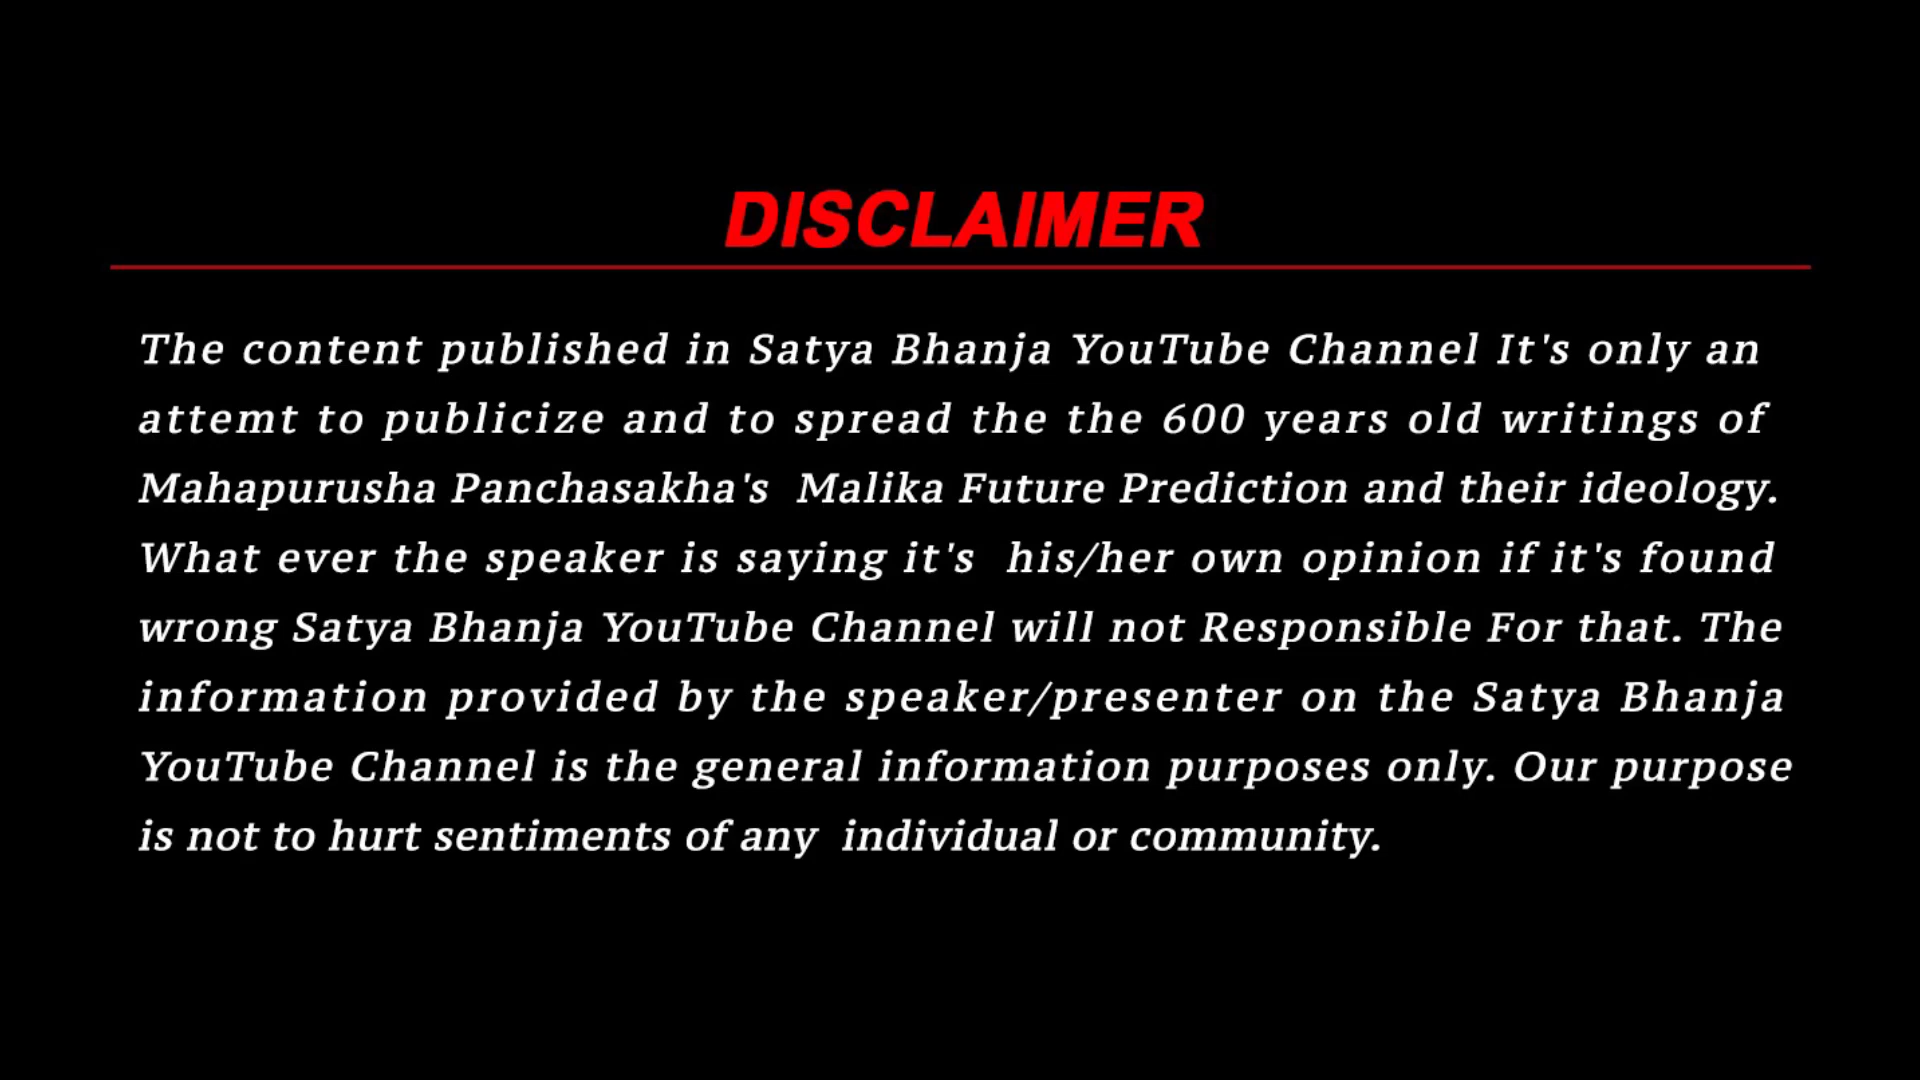 DISCLAIMER
The content published in Satya Bhanja YouTube Channel It's only an
attemt to publicize and to spread the the 600 years old writings of
Mahapurusha Panchasakha's  Malika Future Prediction and their ideology.
What ever the speaker is saying it's  his/her own opinion if it's found
wrong Satya Bhanja YouTube Channel will not Responsible For that. The
information provided by the speaker/presenter on the Satya Bhanja
YouTube Channel is the general information purposes only. Our purpose
is not to hurt sentiments of any  individual or community.